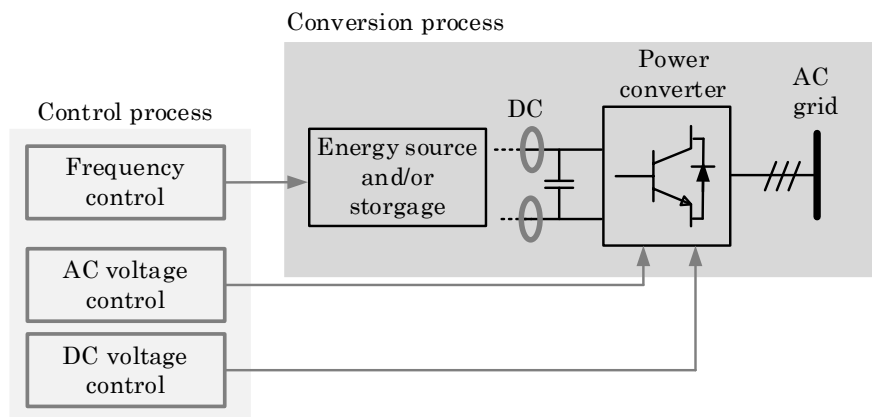 Conversion process
Power
converter
AC
grid
Control process
DC
Energy source
and/or
storgage
Frequency
control
AC voltage
control
DC voltage
control